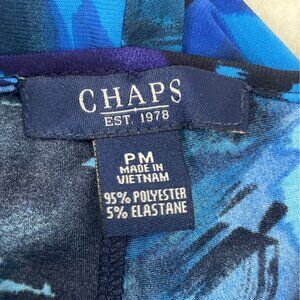 CHAPS
EST. 1978
PM
MADE IN
VIETNAM
95% POLYESTER
5% ELASTANE